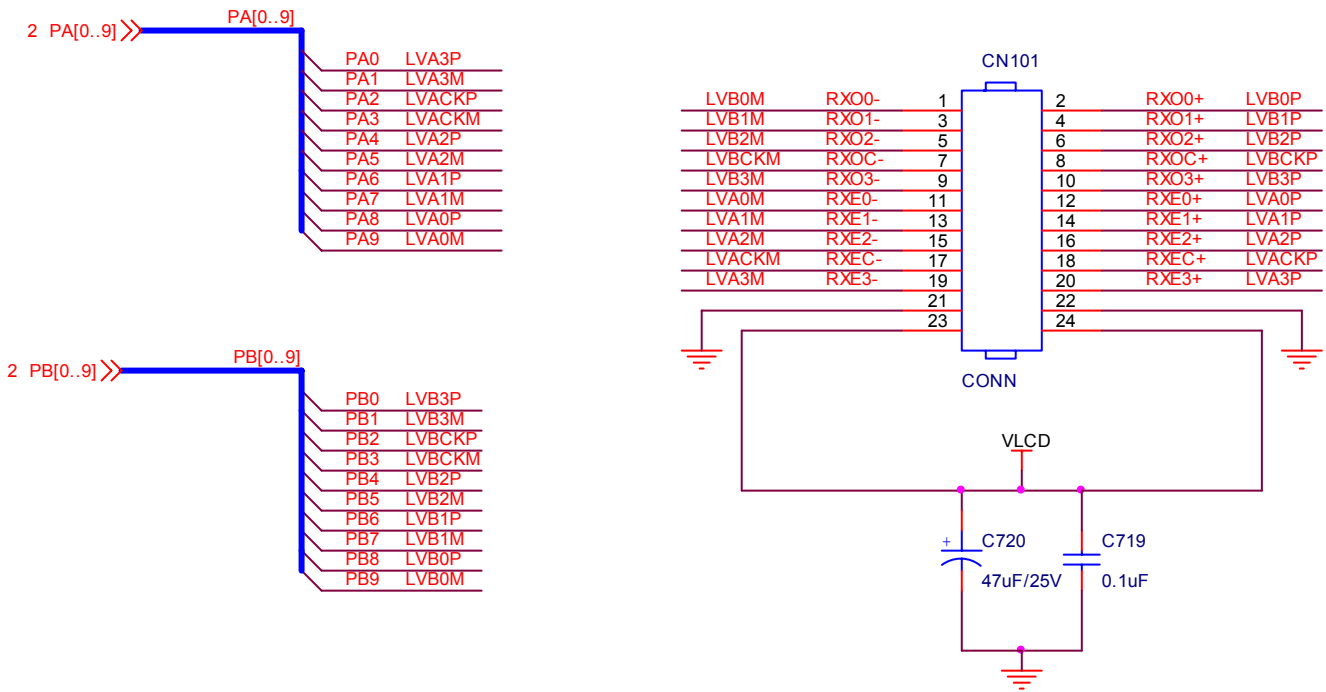 PA[0..9]
2 PA[0..9]
PA0 LVA3P
PA1 LVA3M
PA2 LVACKP
PA3 LVACKM
PA4 LVA2P
PA5 LVA2M
PA6 LVA1P
PA7 LVA1M
PA8 LVA0P
PA9 LVA0M
PB[0..9]
2 PB[0..9]
PB0 LVB3P
PB1 LVB3M
PB2 LVBCKP
PB3 LVBCKM
PB4 LVB2P
PB5 LVB2M
PB6 LVB1P
PB7 LVB1M
PB8 LVB0P
PB9 LVB0M
CN101
LVB0M RXO0- 1 2 RXO0+ LVB0P
LVB1M RXO1- 3 4 RXO1+ LVB1P
LVB2M RXO2- 5 6 RXO2+ LVB2P
LVBCKM RXOC- 7 8 RXOC+ LVBCKP
LVB3M RXO3- 9 10 RXO3+ LVB3P
LVA0M RXE0- 11 12 RXE0+ LVA0P
LVA1M RXE1- 13 14 RXE1+ LVA1P
LVA2M RXE2- 15 16 RXE2+ LVA2P
LVACKM RXEC- 17 18 RXEC+ LVACKP
LVA3M RXE3- 19 20 RXE3+ LVA3P
21 22
23 24
CONN
VLCD
+ C720 C719
47uF/25V 0.1uF